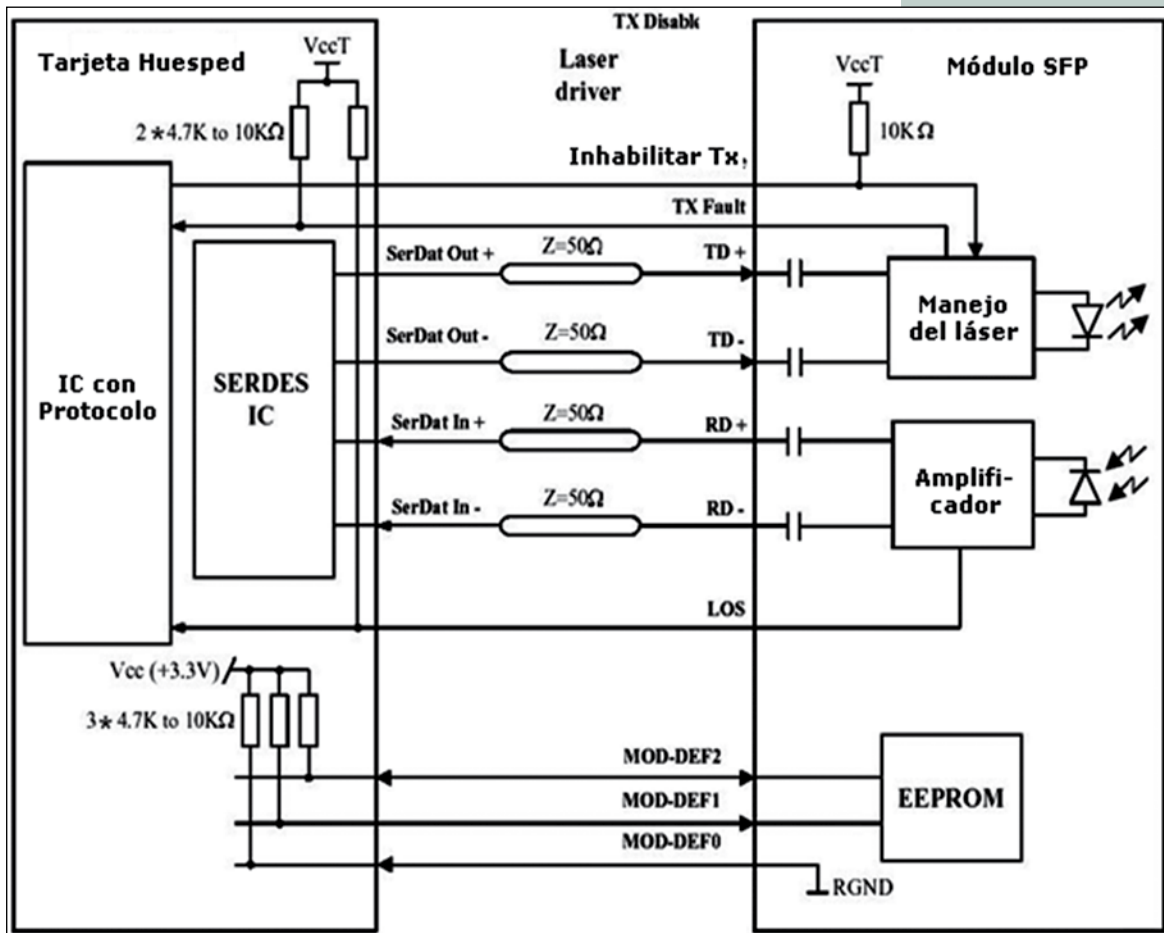 TX Disabk
Tarjeta Huesped
VccT
Laser
driver
VccT
Módulo SFP
2*4.7K to 10KΩ
10KΩ
Inhabilitar Tx,
TX Fault
SerDat Out +
Z=50Ω
TD +
SerDat Out -
Z=50Ω
TD -
Manejo
del láser
IC con
Protocolo
SERDES
IC
SerDat In +
Z=50Ω
RD +
SerDat In -
Z=50Ω
RD -
Amplifi-
cador
LOS
Vcc (+3.3V)
3*4.7K to 10KΩ
MOD-DEF2
MOD-DEF1
MOD-DEF0
EEPROM
RGND